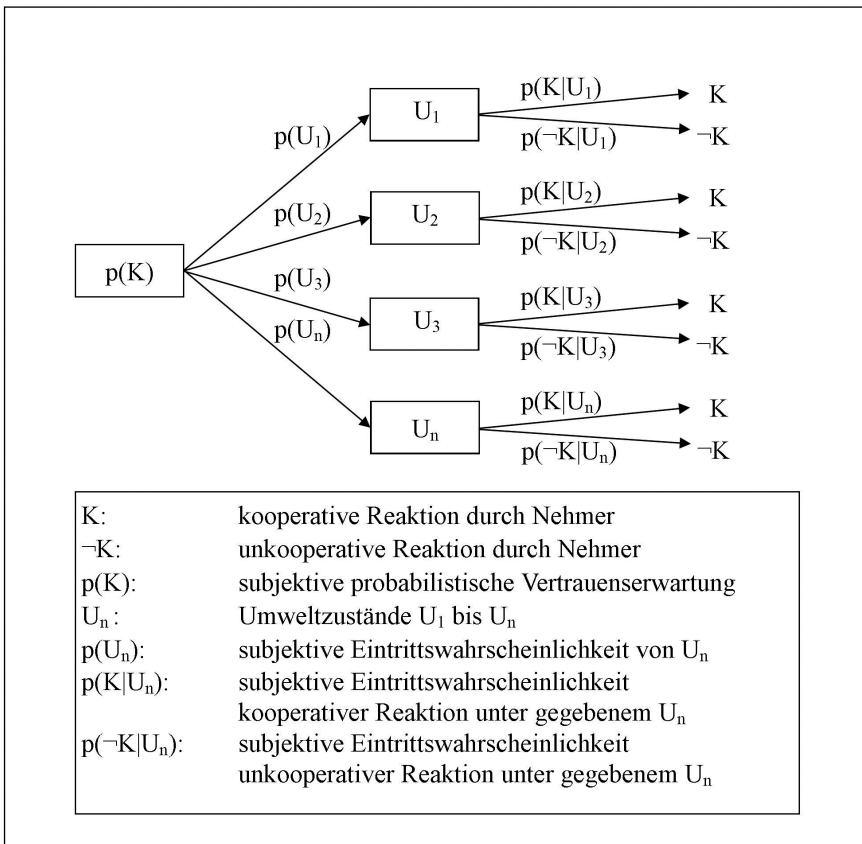 p(K|U₁)
K
U₁
p(U₁)
p(¬K|U₁)
¬K
p(K|U₂)
K
p(U₂)
U₂
p(¬K|U₂)
¬K
p(K)
p(U₃)
p(K|U₃)
K
U₃
p(Uₙ)
p(¬K|U₃)
¬K
p(K|Uₙ)
K
Uₙ
p(¬K|Uₙ)
¬K
K: kooperative Reaktion durch Nehmer
¬K: unkooperative Reaktion durch Nehmer
p(K): subjektive probabilistische Vertrauenserwartung
Uₙ : Umweltzustände U₁ bis Uₙ
p(Uₙ): subjektive Eintrittswahrscheinlichkeit von Uₙ
p(K|Uₙ): subjektive Eintrittswahrscheinlichkeit
kooperativer Reaktion unter gegebenem Uₙ
p(¬K|Uₙ): subjektive Eintrittswahrscheinlichkeit
unkooperativer Reaktion unter gegebenem Uₙ